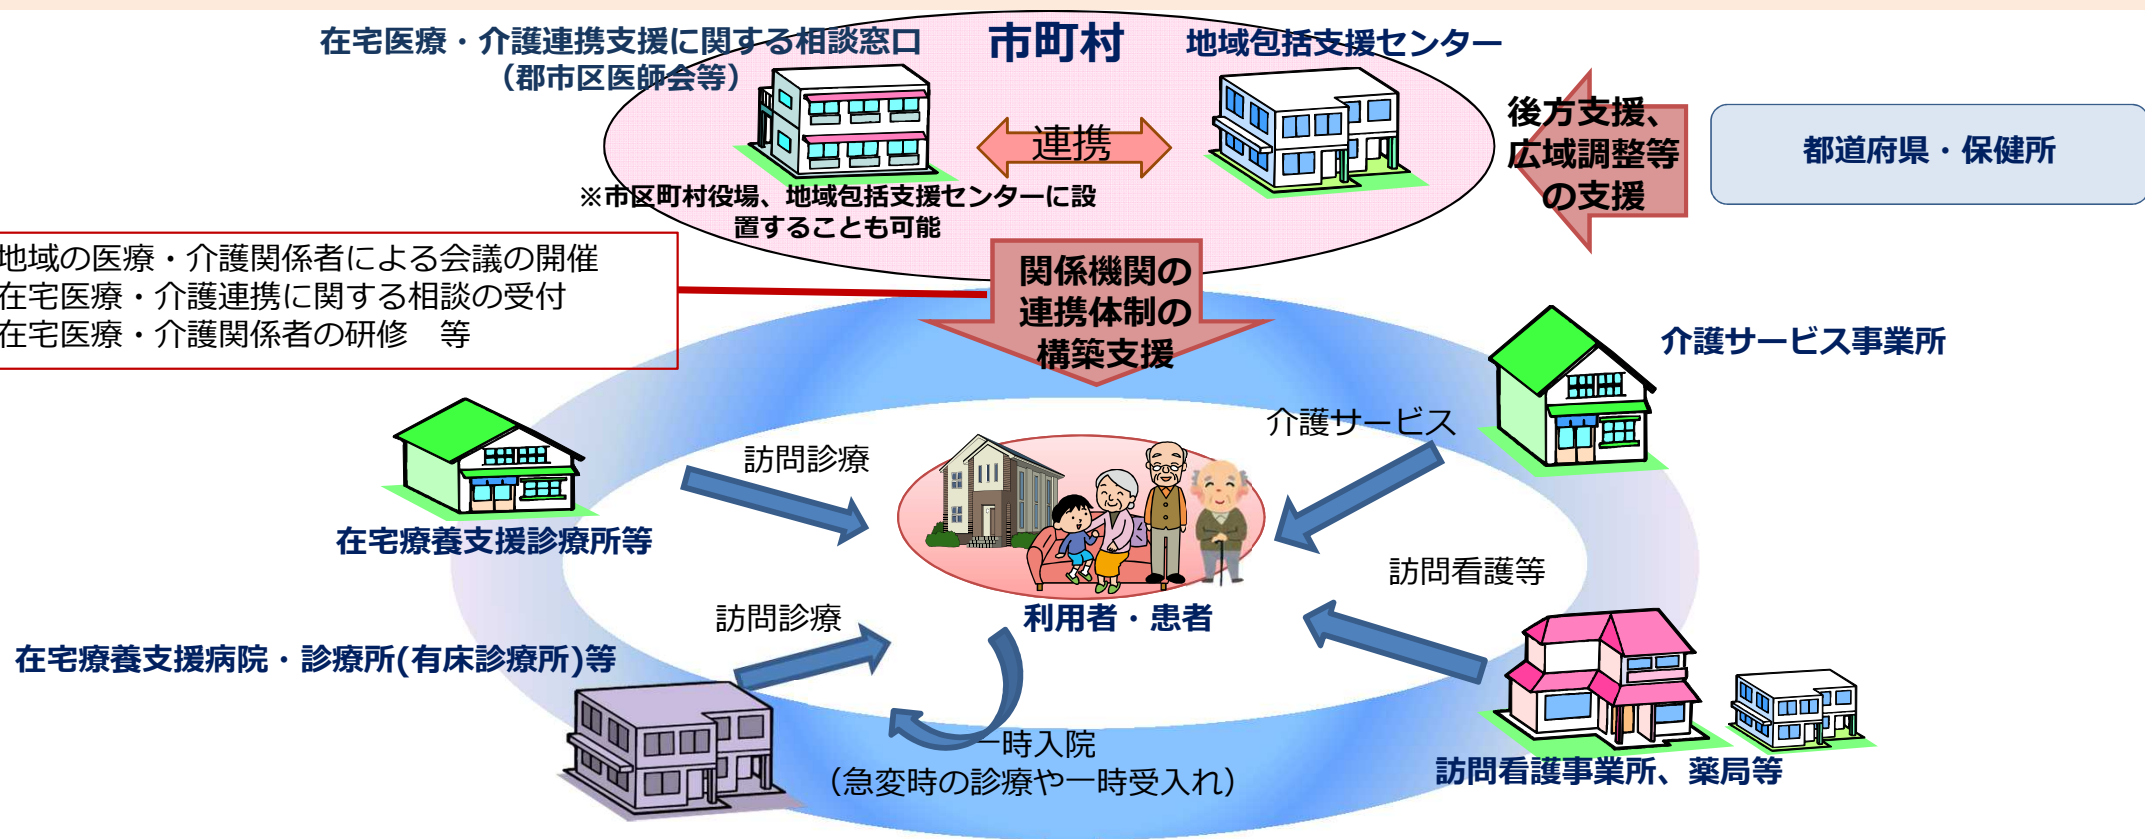 在宅医療・介護連携支援に関する相談窓口
（郡市区医師会等）
市町村
地域包括支援センター
連携
※市区町村役場、地域包括支援センターに設
置することも可能
後方支援、
広域調整等
の支援
都道府県・保健所
地域の医療・介護関係者による会議の開催
在宅医療・介護連携に関する相談の受付
在宅医療・介護関係者の研修　等
関係機関の
連携体制の
構築支援
介護サービス事業所
介護サービス
訪問診療
在宅療養支援診療所等
訪問看護等
利用者・患者
訪問診療
在宅療養支援病院・診療所(有床診療所)等
一時入院
（急変時の診療や一時受入れ）
訪問看護事業所、薬局等